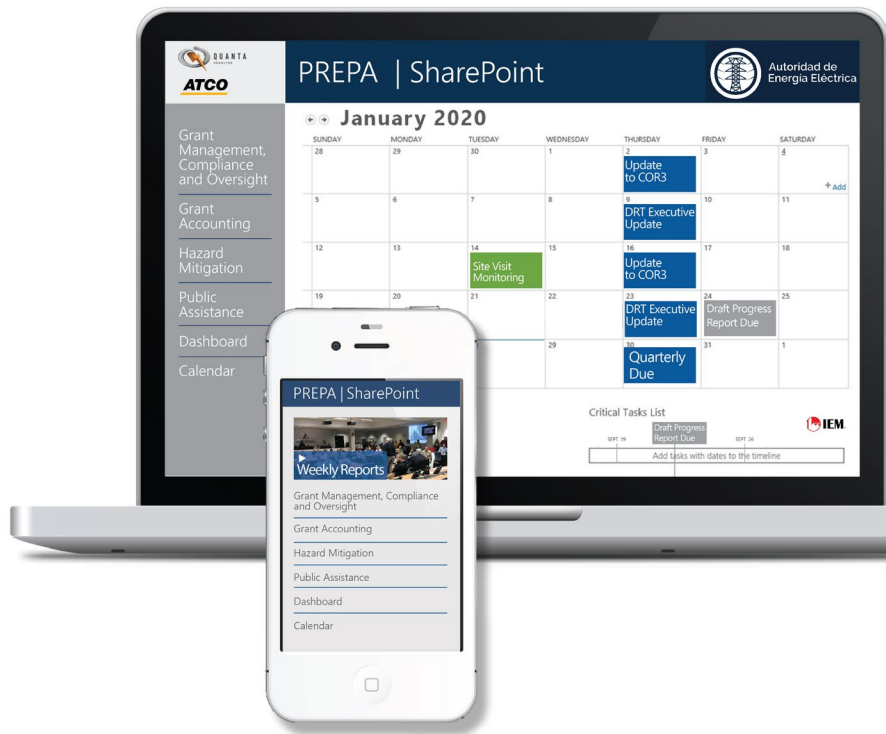 QUANTA
ATCO
PREPA | SharePoint
Autoridad de
Energía Eléctrica
Grant
Management,
Compliance
and Oversight
Grant
Accounting
Hazard
Mitigation
Public
Assistance
Dashboard
Calendar
January 2020
SUNDAY MONDAY TUESDAY WEDNESDAY THURSDAY FRIDAY SATURDAY
28 29 30 1 2 3 4
Update
to COR3
+ Add
5 6 7 8 9 10 11
DRT Executive
Update
12 13 14 15 16 17 18
Site Visit
Monitoring
Update
to COR3
19 20 21 22 23 24 25
DRT Executive
Update
Draft Progress
Report Due
29 30 31 1
Quarterly
Due
Critical Tasks List
Draft Progress
Report Due
SEPT 19 SEPT 26
Add tasks with dates to the timeline
IEM
PREPA | SharePoint
Weekly Reports
Grant Management, Compliance
and Oversight
Grant Accounting
Hazard Mitigation
Public Assistance
Dashboard
Calendar